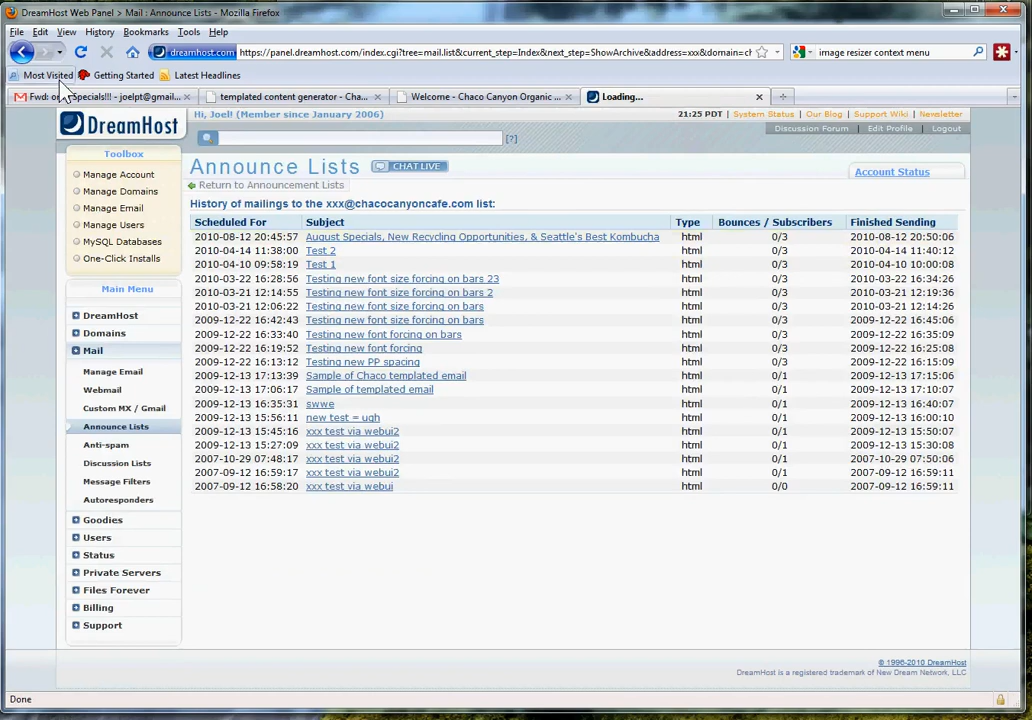 DreamHost Web Panel > Mail : Announce Lists - Mozilla Firefox
File Edit View History Bookmarks Tools Help
dreamhost.com https://panel.dreamhost.com/index.cgi?tree=mail.list&current_step=Index&next_step=ShowArchive&address=xxx&domain=ch image resizer context menu
Most Visited Getting Started Latest Headlines
templated content generator - Cha... Welcome - Chaco Canyon Organic ... Loading...
Hi, Joel! (Member since January 2006) 21:25 PDT | System Status | Our Blog | Support Wiki | Newsletter
DreamHost [?] Discussion Forum | Edit Profile | Logout
Toolbox
Manage Account
Manage Domains
Manage Email
Manage Users
MySQL Databases
One-Click Installs
Main Menu
DreamHost
Domains
Mail
Manage Email
Webmail
Custom MX / Gmail
Announce Lists
Anti-spam
Discussion Lists
Message Filters
Autoresponders
Goodies
Users
Status
Private Servers
Files Forever
Billing
Support
Announce Lists CHAT LIVE Account Status
Return to Announcement Lists
History of mailings to the xxx@chacocanyoncafe.com list:
Scheduled For Subject Type Bounces / Subscribers Finished Sending
2010-08-12 20:45:57 August Specials, New Recycling Opportunities, & Seattle's Best Kombucha html 0/3 2010-08-12 20:50:06
2010-04-14 11:38:00 Test 2 html 0/3 2010-04-14 11:40:12
2010-04-10 09:58:19 Test 1 html 0/3 2010-04-10 10:00:08
2010-03-22 16:28:56 Testing new font size forcing on bars 23 html 0/3 2010-03-22 16:34:26
2010-03-21 12:14:55 Testing new font size forcing on bars 2 html 0/3 2010-03-21 12:19:36
2010-03-21 12:06:22 Testing new font size forcing on bars html 0/3 2010-03-21 12:07:18
2009-12-22 16:42:43 Testing new font size forcing on bars html 0/3 2009-12-22 16:45:06
2009-12-22 16:33:40 Testing new font forcing on bars html 0/3 2009-12-22 16:35:09
2009-12-22 16:19:52 Testing new font forcing html 0/3 2009-12-22 16:25:08
2009-12-22 16:13:12 Testing new PP spacing html 0/3 2009-12-22 16:15:09
2009-12-13 17:13:39 Sample of Chaco templated email html 0/1 2009-12-13 17:15:06
2009-12-13 17:06:17 Sample of templated email html 0/1 2009-12-13 17:10:07
2009-12-13 16:35:31 swwe html 0/1 2009-12-13 16:40:07
2009-12-13 15:56:11 new test = ugh html 0/1 2009-12-13 16:00:10
2009-12-13 15:45:16 xxx test via webui2 html 0/1 2009-12-13 15:50:08
2009-12-13 15:27:09 xxx test via webui2 html 0/1 2009-12-13 15:30:08
2007-10-29 07:48:17 xxx test via webui2 html 0/1 2007-10-29 07:50:06
2007-09-12 16:59:17 xxx test via webui2 html 0/1 2007-09-12 16:59:11
2007-09-12 16:58:20 xxx test via webui html 0/0 2007-09-12 16:59:11
© 1996-2010 DreamHost
DreamHost is a registered trademark of New Dream Network, LLC
Done